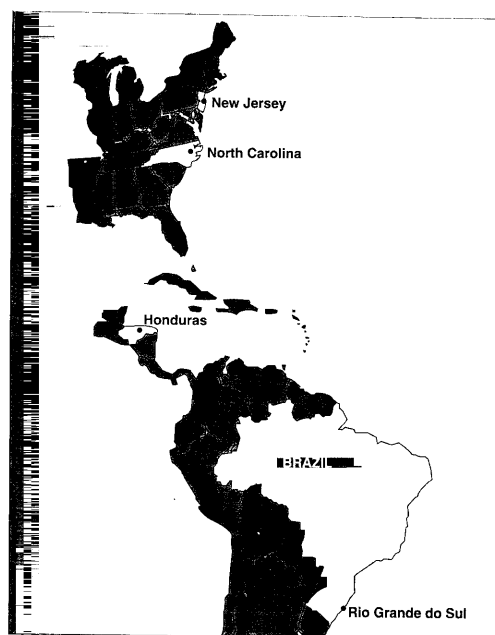 New Jersey
North Carolina
Honduras
BRAZIL
Rio Grande do Sul